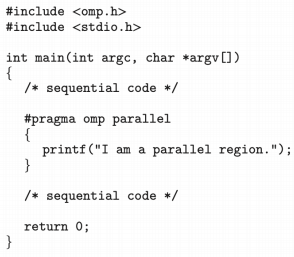 #include <omp.h>
#include <stdio.h>
int main(int argc, char *argv[])
{
/* sequential code */
#pragma omp parallel
{
printf("I am a parallel region.");
}
/* sequential code */
return 0;
}